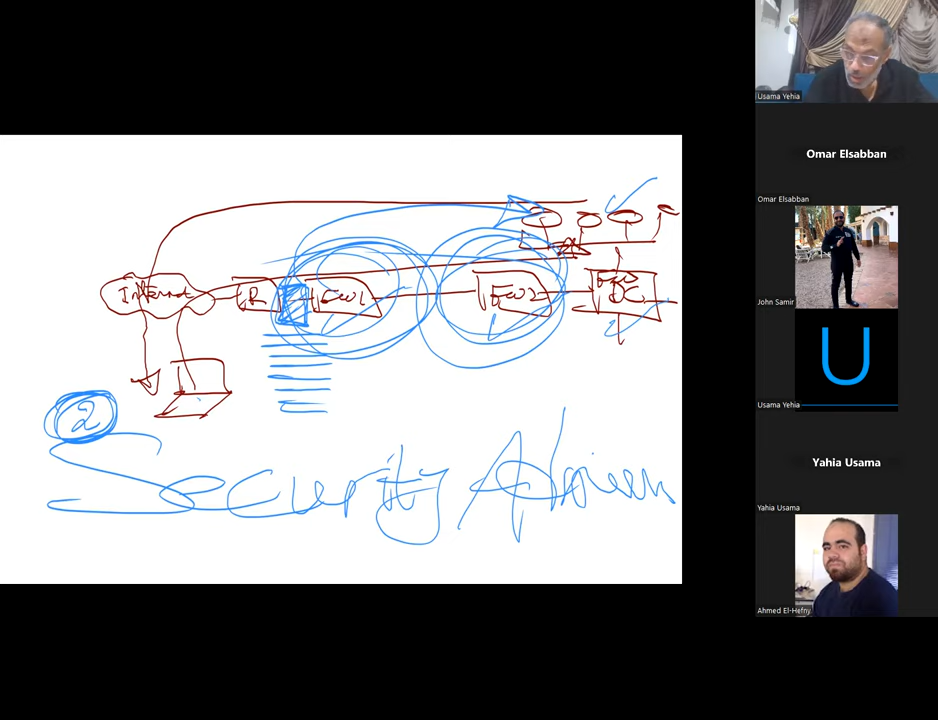 Internet R FW1 FW2 DC
2
Security Admin
Usama Yehia
Omar Elsabban
Omar Elsabban
John Samir
U
Usama Yehia
Yahia Usama
Yahia Usama
Ahmed El-Hefny